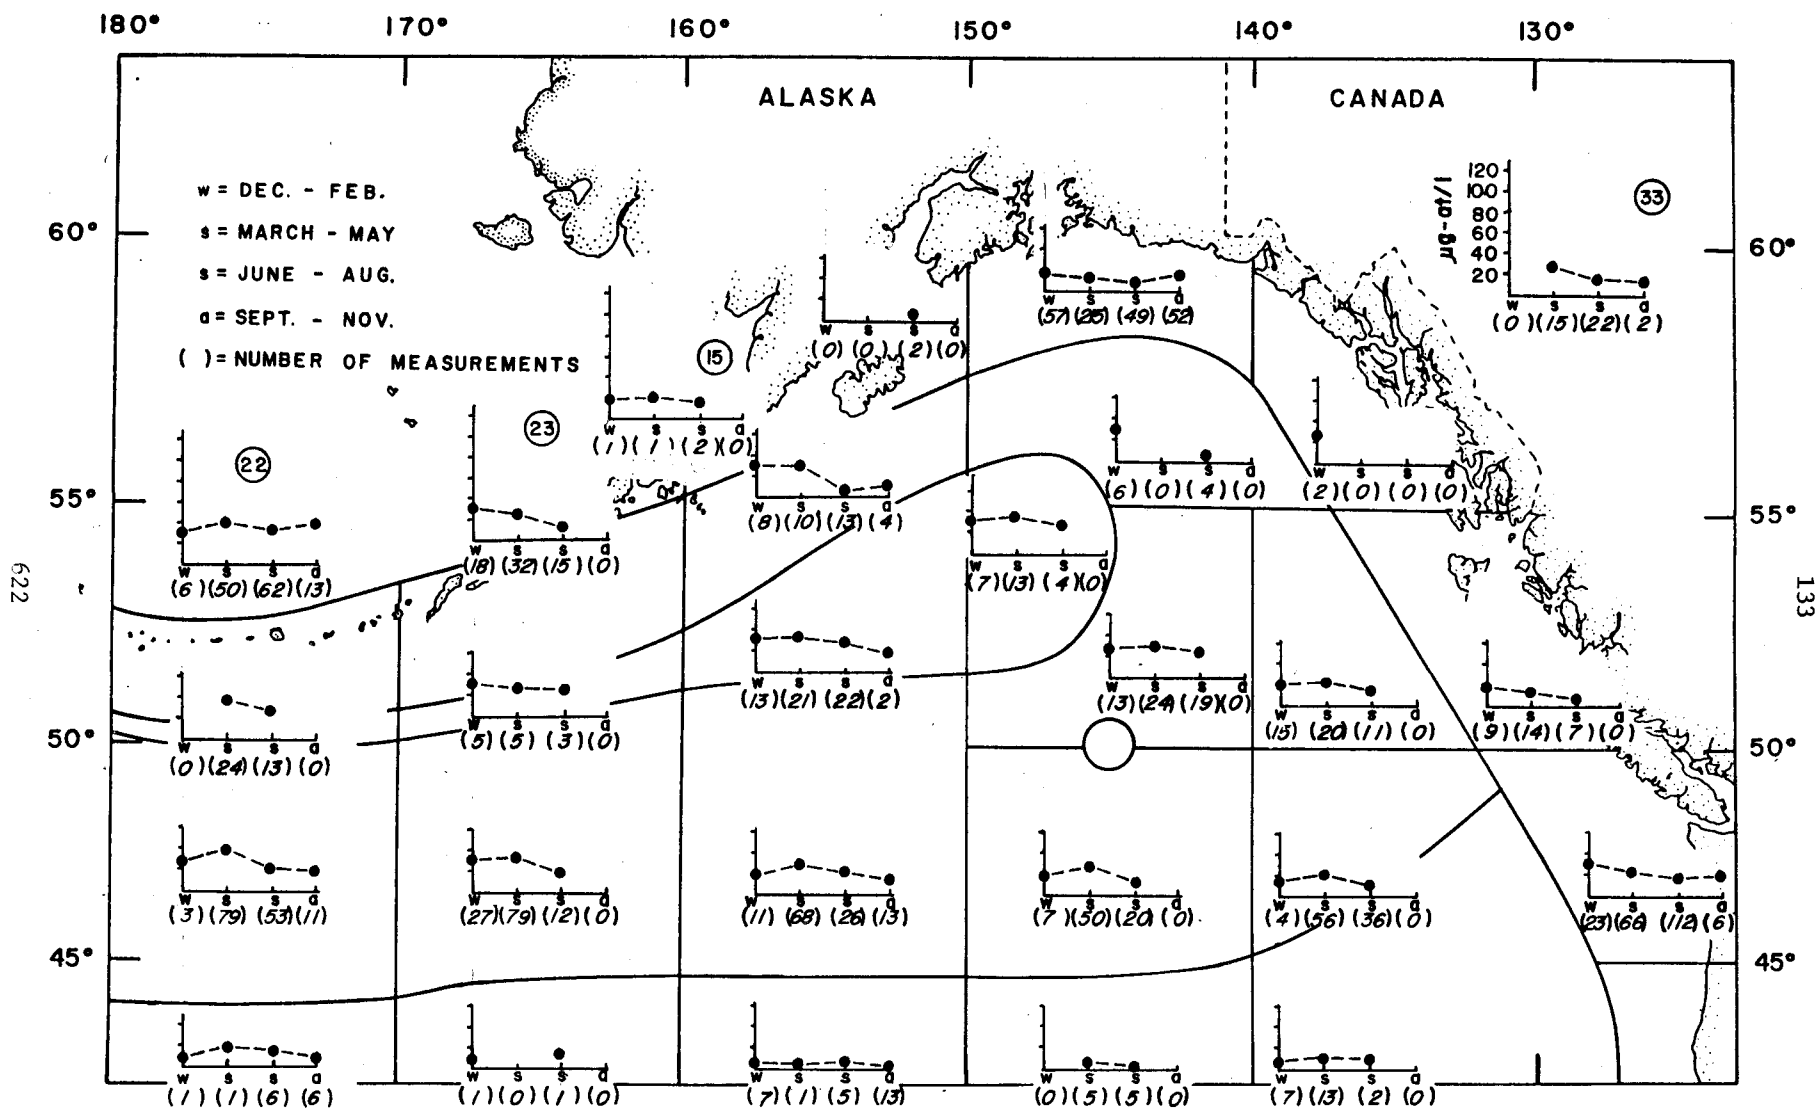 180° 170° 160° 150° 140° 130°
ALASKA CANADA
w = DEC. - FEB.
s = MARCH - MAY
s = JUNE - AUG.
a = SEPT. - NOV.
( ) = NUMBER OF MEASUREMENTS
60°
60°
55°
55°
50°
50°
45°
45°
622
133
µg-at/l
120
100
80
60
40
20
33
w s s a
(0) (15) (22) (2)
w s s a
(57) (25) (49) (52)
w s s a
(0) (0) (2) (0)
15
w s s a
(1) (1) (2) (0)
23
w s s a
(18) (32) (15) (0)
22
w s s a
(6) (50) (62) (13)
w s s a
(8) (10) (13) (4)
w s s a
(6) (0) (4) (0)
w s s a
(2) (0) (0) (0)
w s s a
(7) (13) (4) (0)
w s s a
(0) (24) (13) (0)
w s s a
(5) (5) (3) (0)
w s s a
(13) (21) (22) (2)
w s s a
(13) (24) (19) (0)
w s s a
(15) (20) (11) (0)
w s s a
(9) (14) (7) (0)
w s s a
(3) (79) (53) (11)
w s s a
(27) (79) (12) (0)
w s s a
(11) (68) (26) (13)
w s s a
(7) (50) (20) (0)
w s s a
(4) (56) (36) (0)
w s s a
(23) (66) (112) (6)
w s s a
(1) (1) (6) (6)
w s s a
(1) (0) (1) (0)
w s s a
(7) (1) (5) (13)
w s s a
(0) (5) (5) (0)
w s s a
(7) (13) (2) (0)